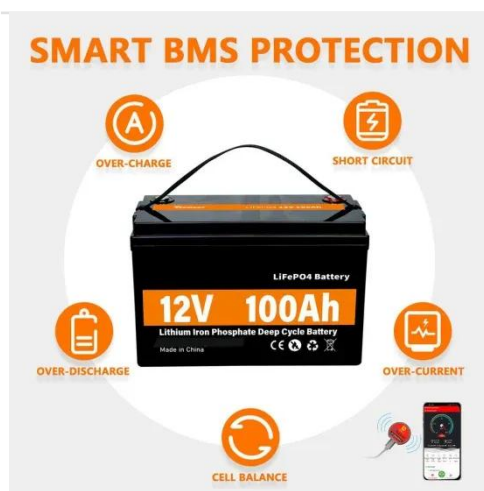 SMART BMS PROTECTION
A
OVER-CHARGE
SHORT CIRCUIT
LiFePO4 Battery
12V 100Ah
Lithium Iron Phosphate Deep Cycle Battery
Made in China
CE
OVER-DISCHARGE
OVER-CURRENT
CELL BALANCE